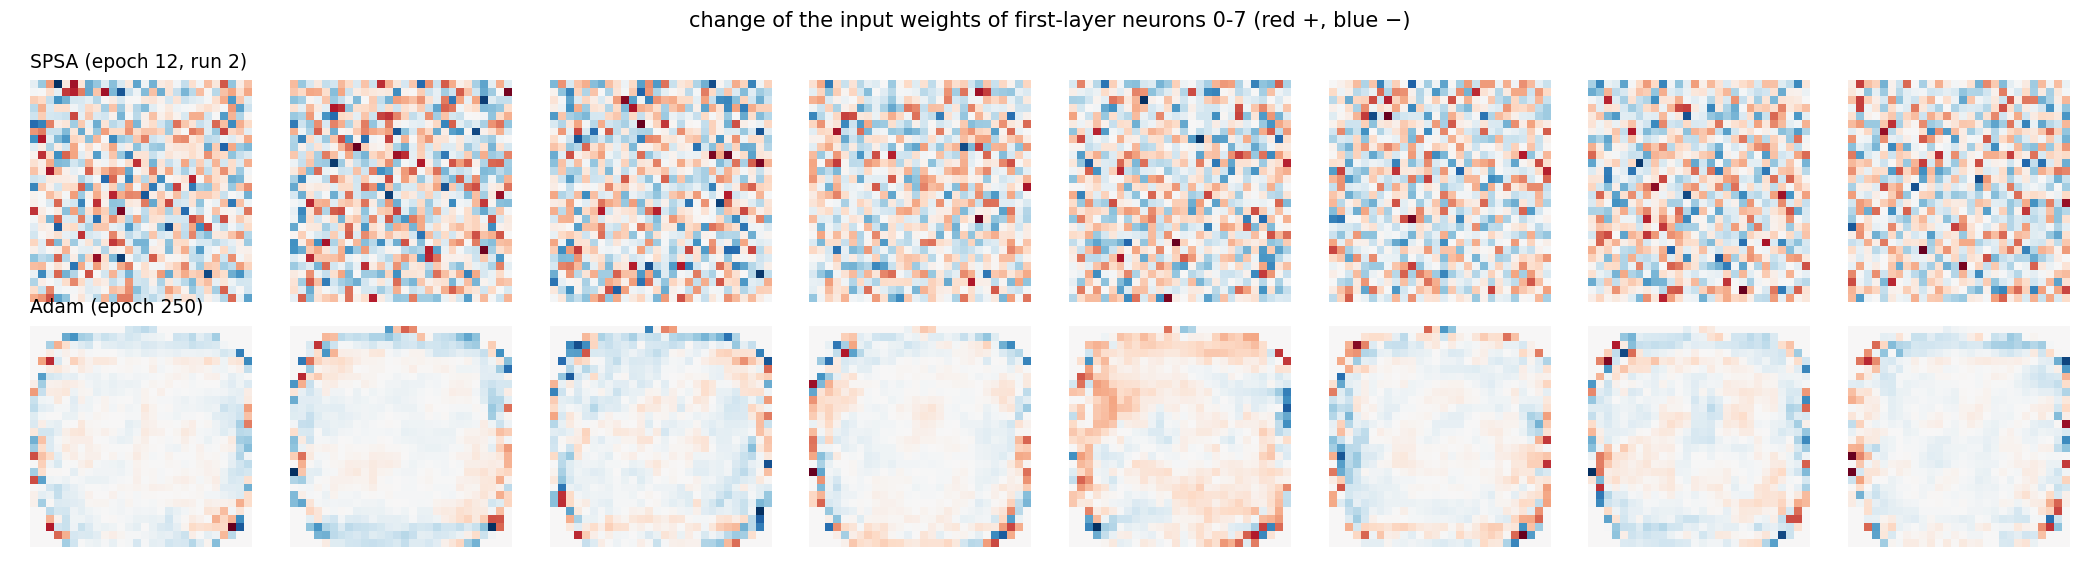 change of the input weights of first-layer neurons 0-7 (red +, blue −)
SPSA (epoch 12, run 2)
Adam (epoch 250)